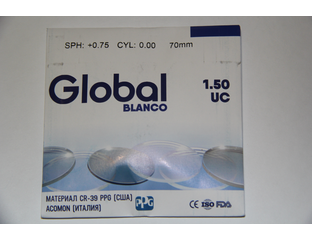 SPH: +0.75 CYL: 0.00 70mm
Global
BLANCO
1.50
UC
МАТЕРИАЛ CR-39 PPG [США]
ACOMON [ИТАЛИЯ]
PPG
CE ISO FDA